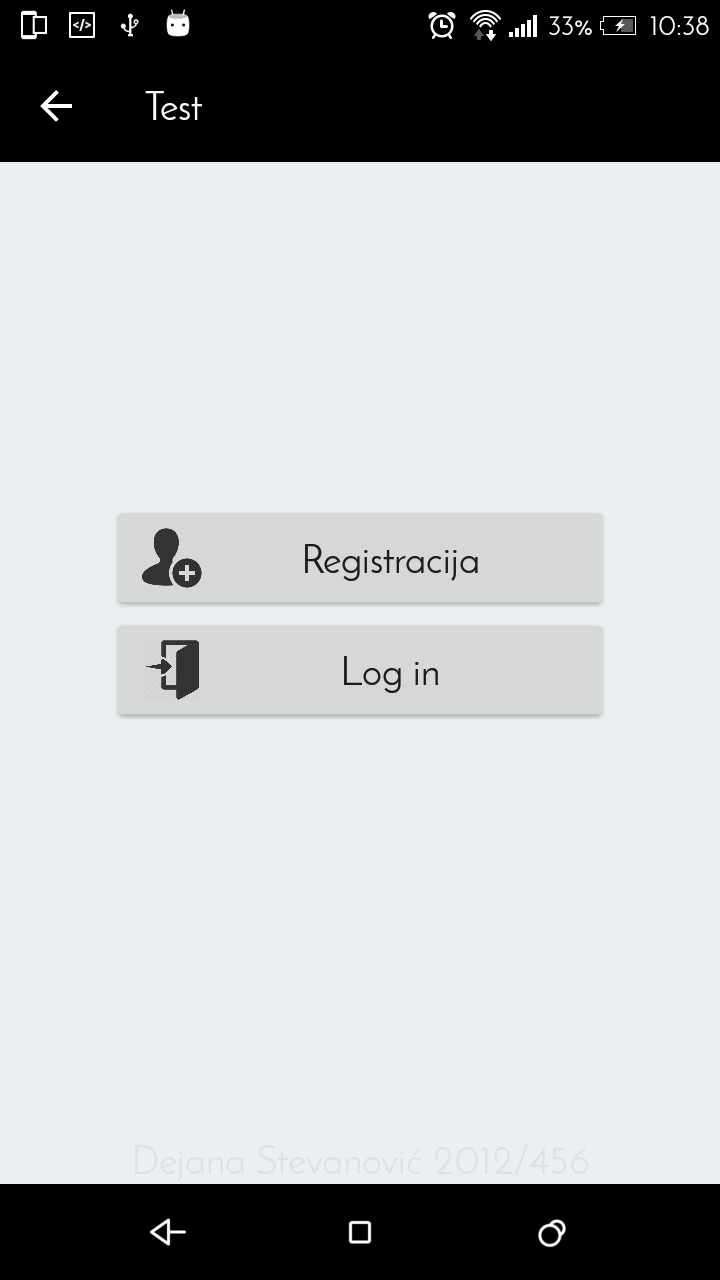 33% 10:38
Test
Registracija
Log in
Dejana Stevanović 2012/456